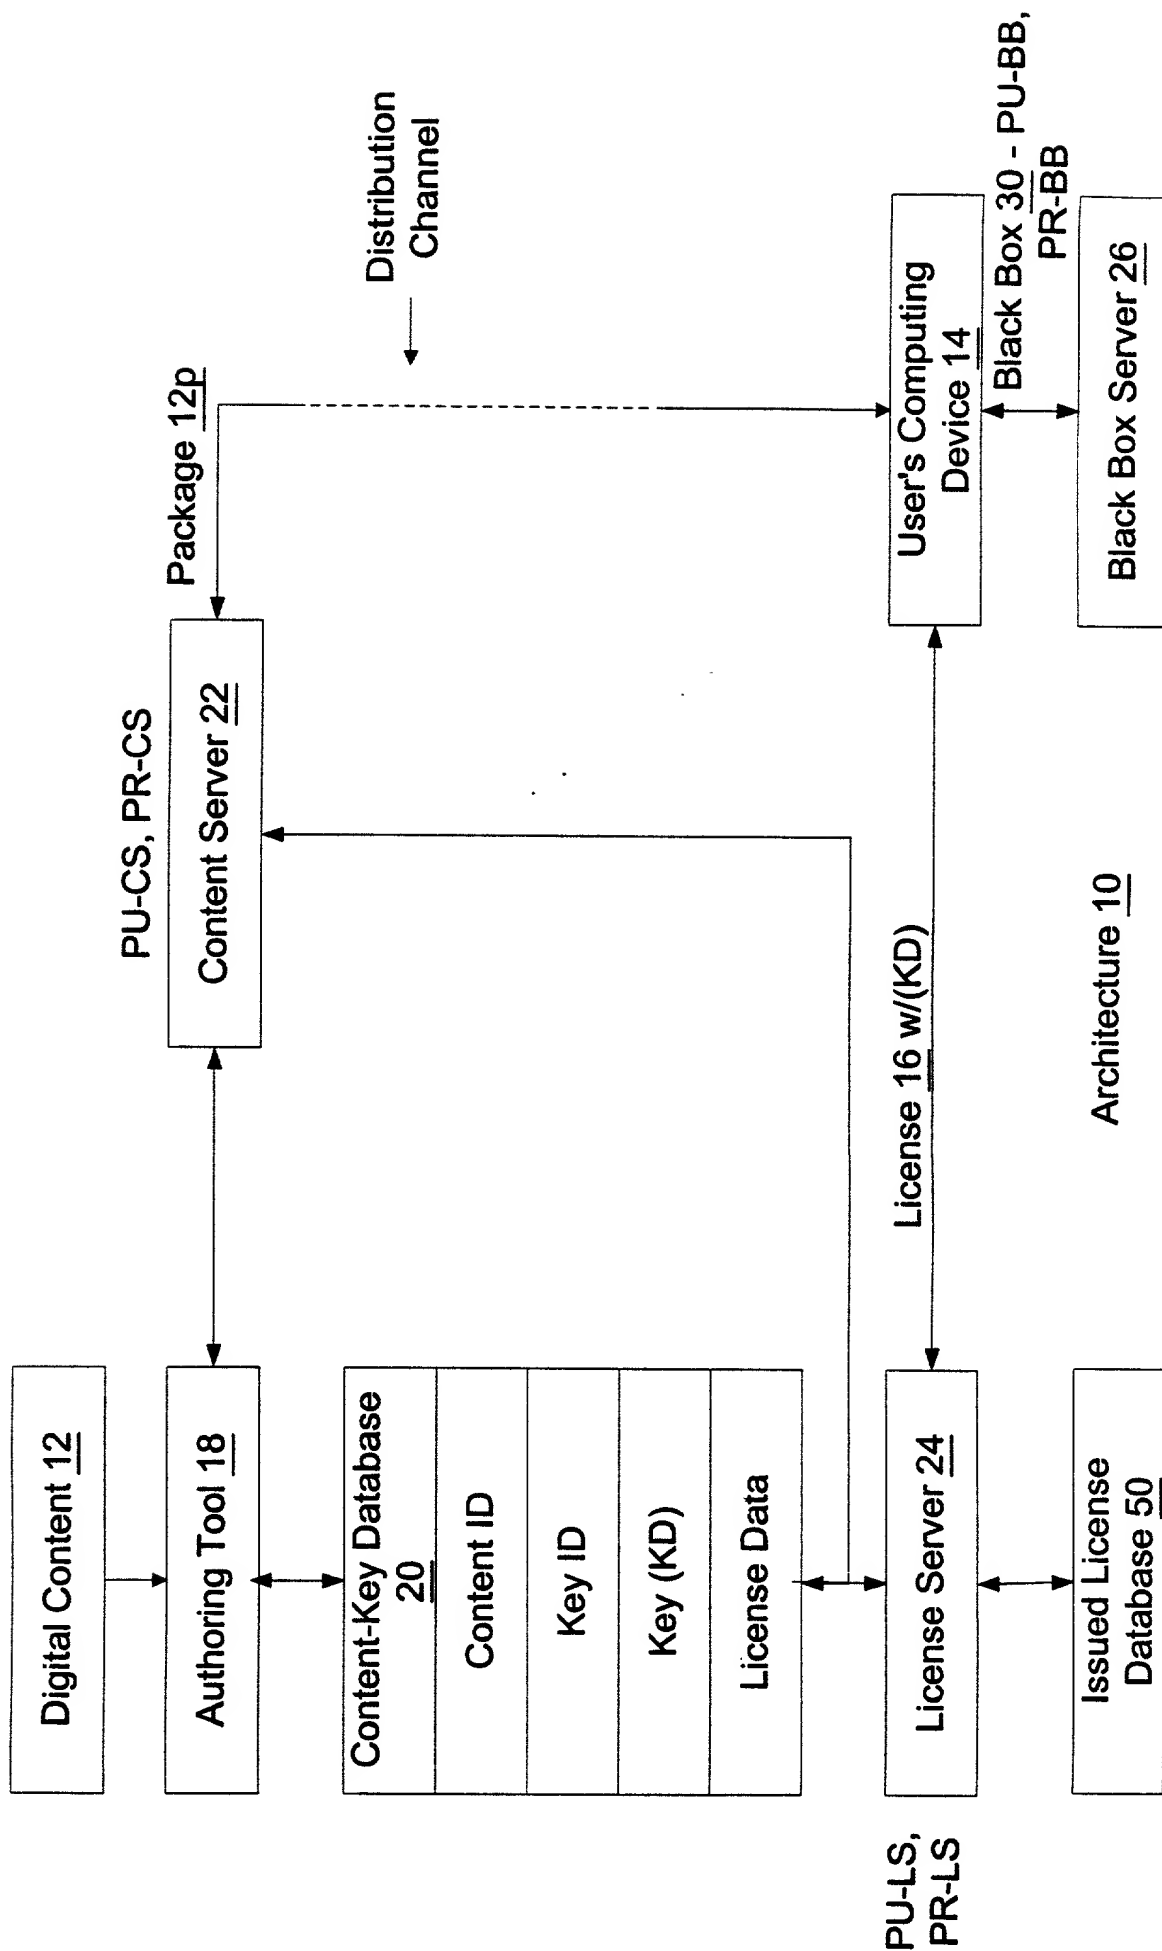 Digital Content 12
Authoring Tool 18
Content-Key Database
20
Content ID
Key ID
Key (KD)
License Data
PU-LS,
PR-LS
License Server 24
Issued License
Database 50
PU-CS, PR-CS
Content Server 22
Package 12p
Distribution
Channel
License 16 w/(KD)
User's Computing
Device 14
Black Box 30 - PU-BB,
PR-BB
Black Box Server 26
Architecture 10